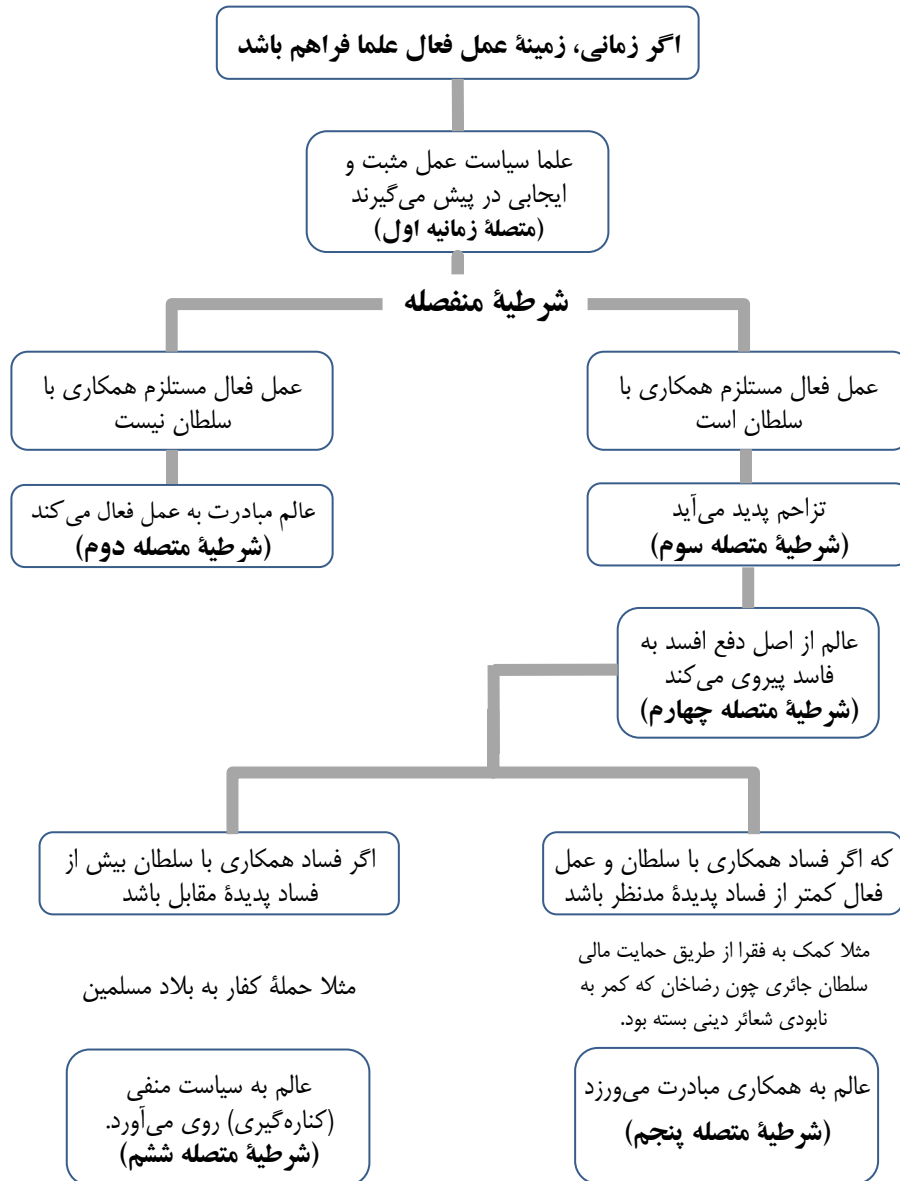 اگر زمانی، زمینهٔ عمل فعال علما فراهم باشد
علما سیاست عمل مثبت و
ایجابی در پیش می‌گیرند
(متصلهٔ زمانیه اول)
شرطیهٔ منفصله
عمل فعال مستلزم همکاری با
سلطان است
عمل فعال مستلزم همکاری با
سلطان نیست
تزاحم پدید می‌آید
(شرطیهٔ متصله سوم)
عالم مبادرت به عمل فعال می‌کند
(شرطیهٔ متصله دوم)
عالم از اصل دفع افسد به
فاسد پیروی می‌کند
(شرطیهٔ متصله چهارم)
که اگر فساد همکاری با سلطان و عمل
فعال کمتر از فساد پدیدهٔ مدنظر باشد
اگر فساد همکاری با سلطان بیش از
فساد پدیدهٔ مقابل باشد
مثلا کمک به فقرا از طریق حمایت مالی
سلطان جائری چون رضاخان که کمر به
نابودی شعائر دینی بسته بود.
مثلا حملهٔ کفار به بلاد مسلمین
عالم به همکاری مبادرت می‌ورزد
(شرطیهٔ متصله پنجم)
عالم به سیاست منفی
(کناره‌گیری) روی می‌آورد.
(شرطیهٔ متصله ششم)